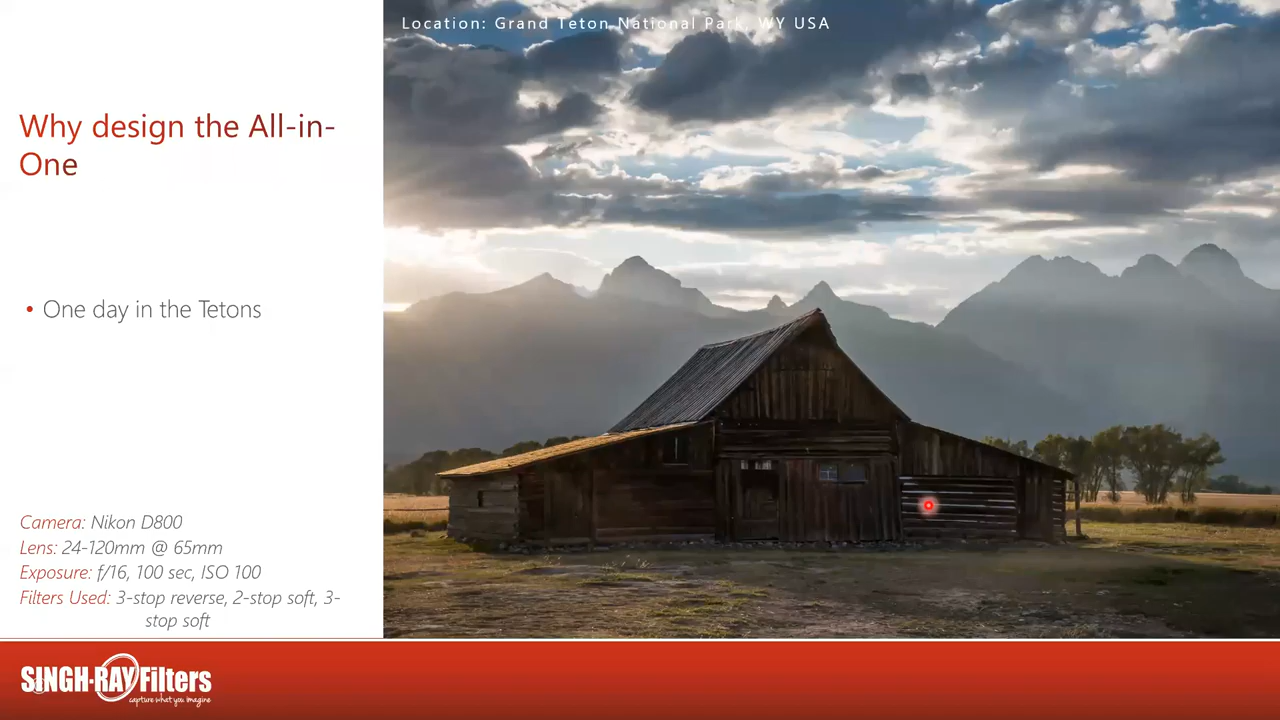 Location: Grand Teton National Park, WY USA
Why design the All-in-
One
• One day in the Tetons
Camera: Nikon D800
Lens: 24-120mm @ 65mm
Exposure: f/16, 100 sec, ISO 100
Filters Used: 3-stop reverse, 2-stop soft, 3-
stop soft
SINGH-RAY Filters
capture what you imagine